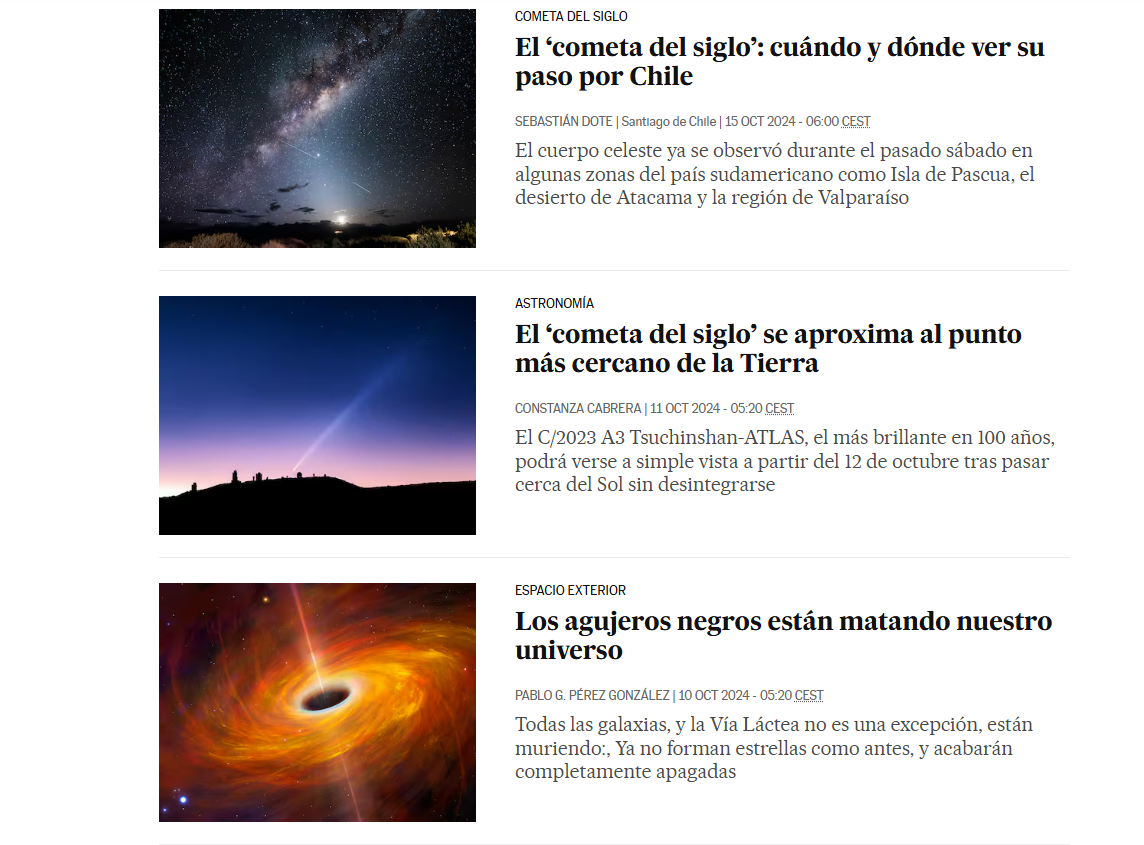 COMETA DEL SIGLO
El ‘cometa del siglo’: cuándo y dónde ver su
paso por Chile
SEBASTIÁN DOTE | Santiago de Chile | 15 OCT 2024 - 06:00 CEST
El cuerpo celeste ya se observó durante el pasado sábado en
algunas zonas del país sudamericano como Isla de Pascua, el
desierto de Atacama y la región de Valparaíso
ASTRONOMÍA
El ‘cometa del siglo’ se aproxima al punto
más cercano de la Tierra
CONSTANZA CABRERA | 11 OCT 2024 - 05:20 CEST
El C/2023 A3 Tsuchinshan-ATLAS, el más brillante en 100 años,
podrá verse a simple vista a partir del 12 de octubre tras pasar
cerca del Sol sin desintegrarse
ESPACIO EXTERIOR
Los agujeros negros están matando nuestro
universo
PABLO G. PÉREZ GONZÁLEZ | 10 OCT 2024 - 05:20 CEST
Todas las galaxias, y la Vía Láctea no es una excepción, están
muriendo:, Ya no forman estrellas como antes, y acabarán
completamente apagadas